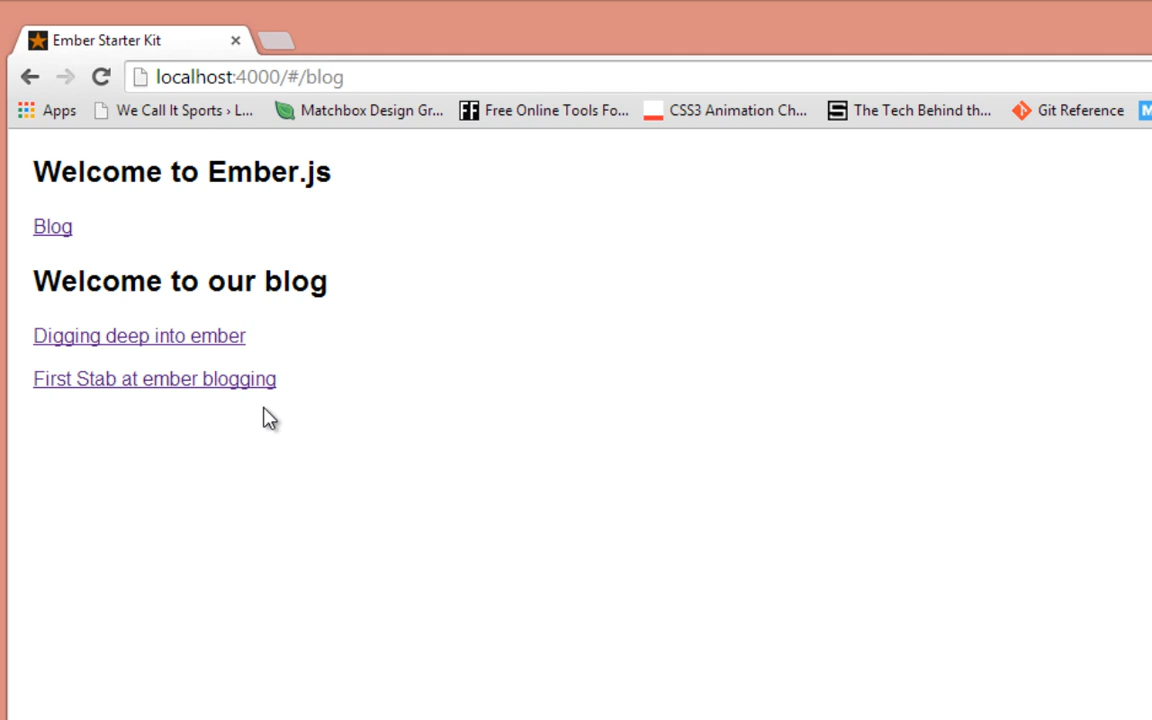 Ember Starter Kit
localhost:4000/#/blog
Apps We Call It Sports › L... Matchbox Design Gr... FF Free Online Tools Fo... CSS3 Animation Ch... The Tech Behind th... Git Reference M
Welcome to Ember.js
Blog
Welcome to our blog
Digging deep into ember
First Stab at ember blogging